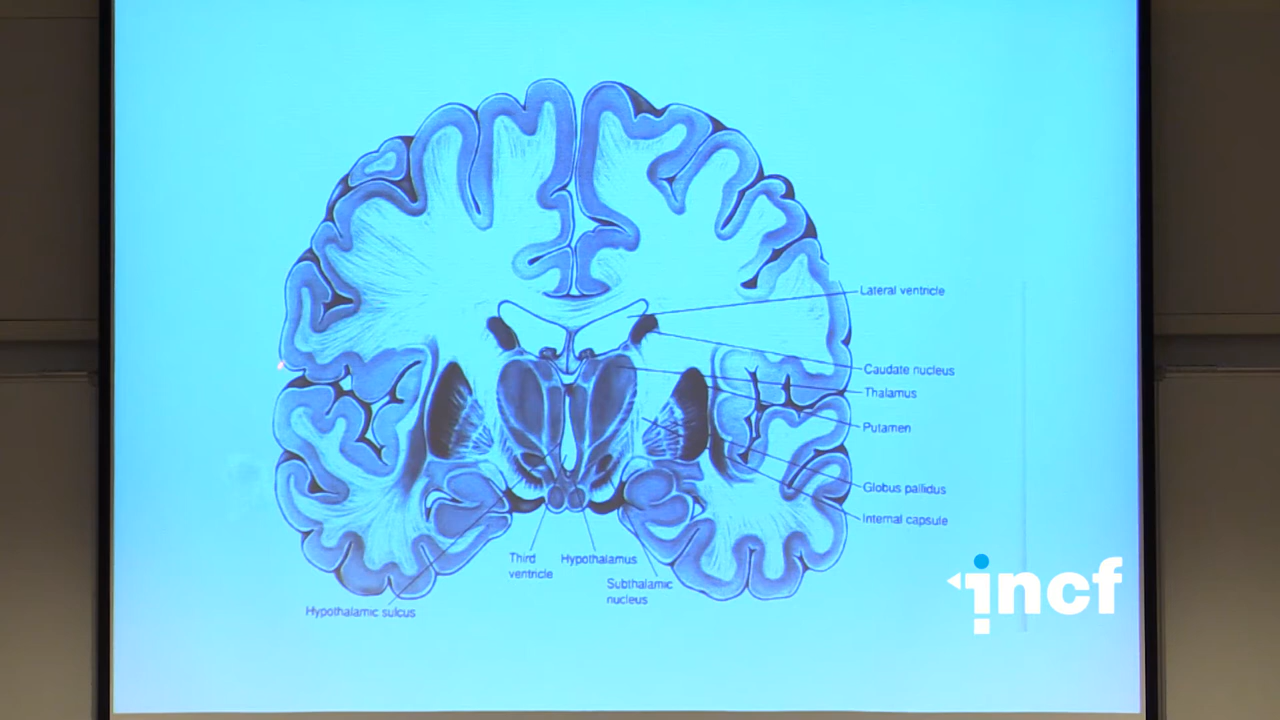 Lateral ventricle
Caudate nucleus
Thalamus
Putamen
Globus pallidus
Internal capsule
Third
ventricle
Hypothalamus
Subthalamic
nucleus
Hypothalamic sulcus
incf